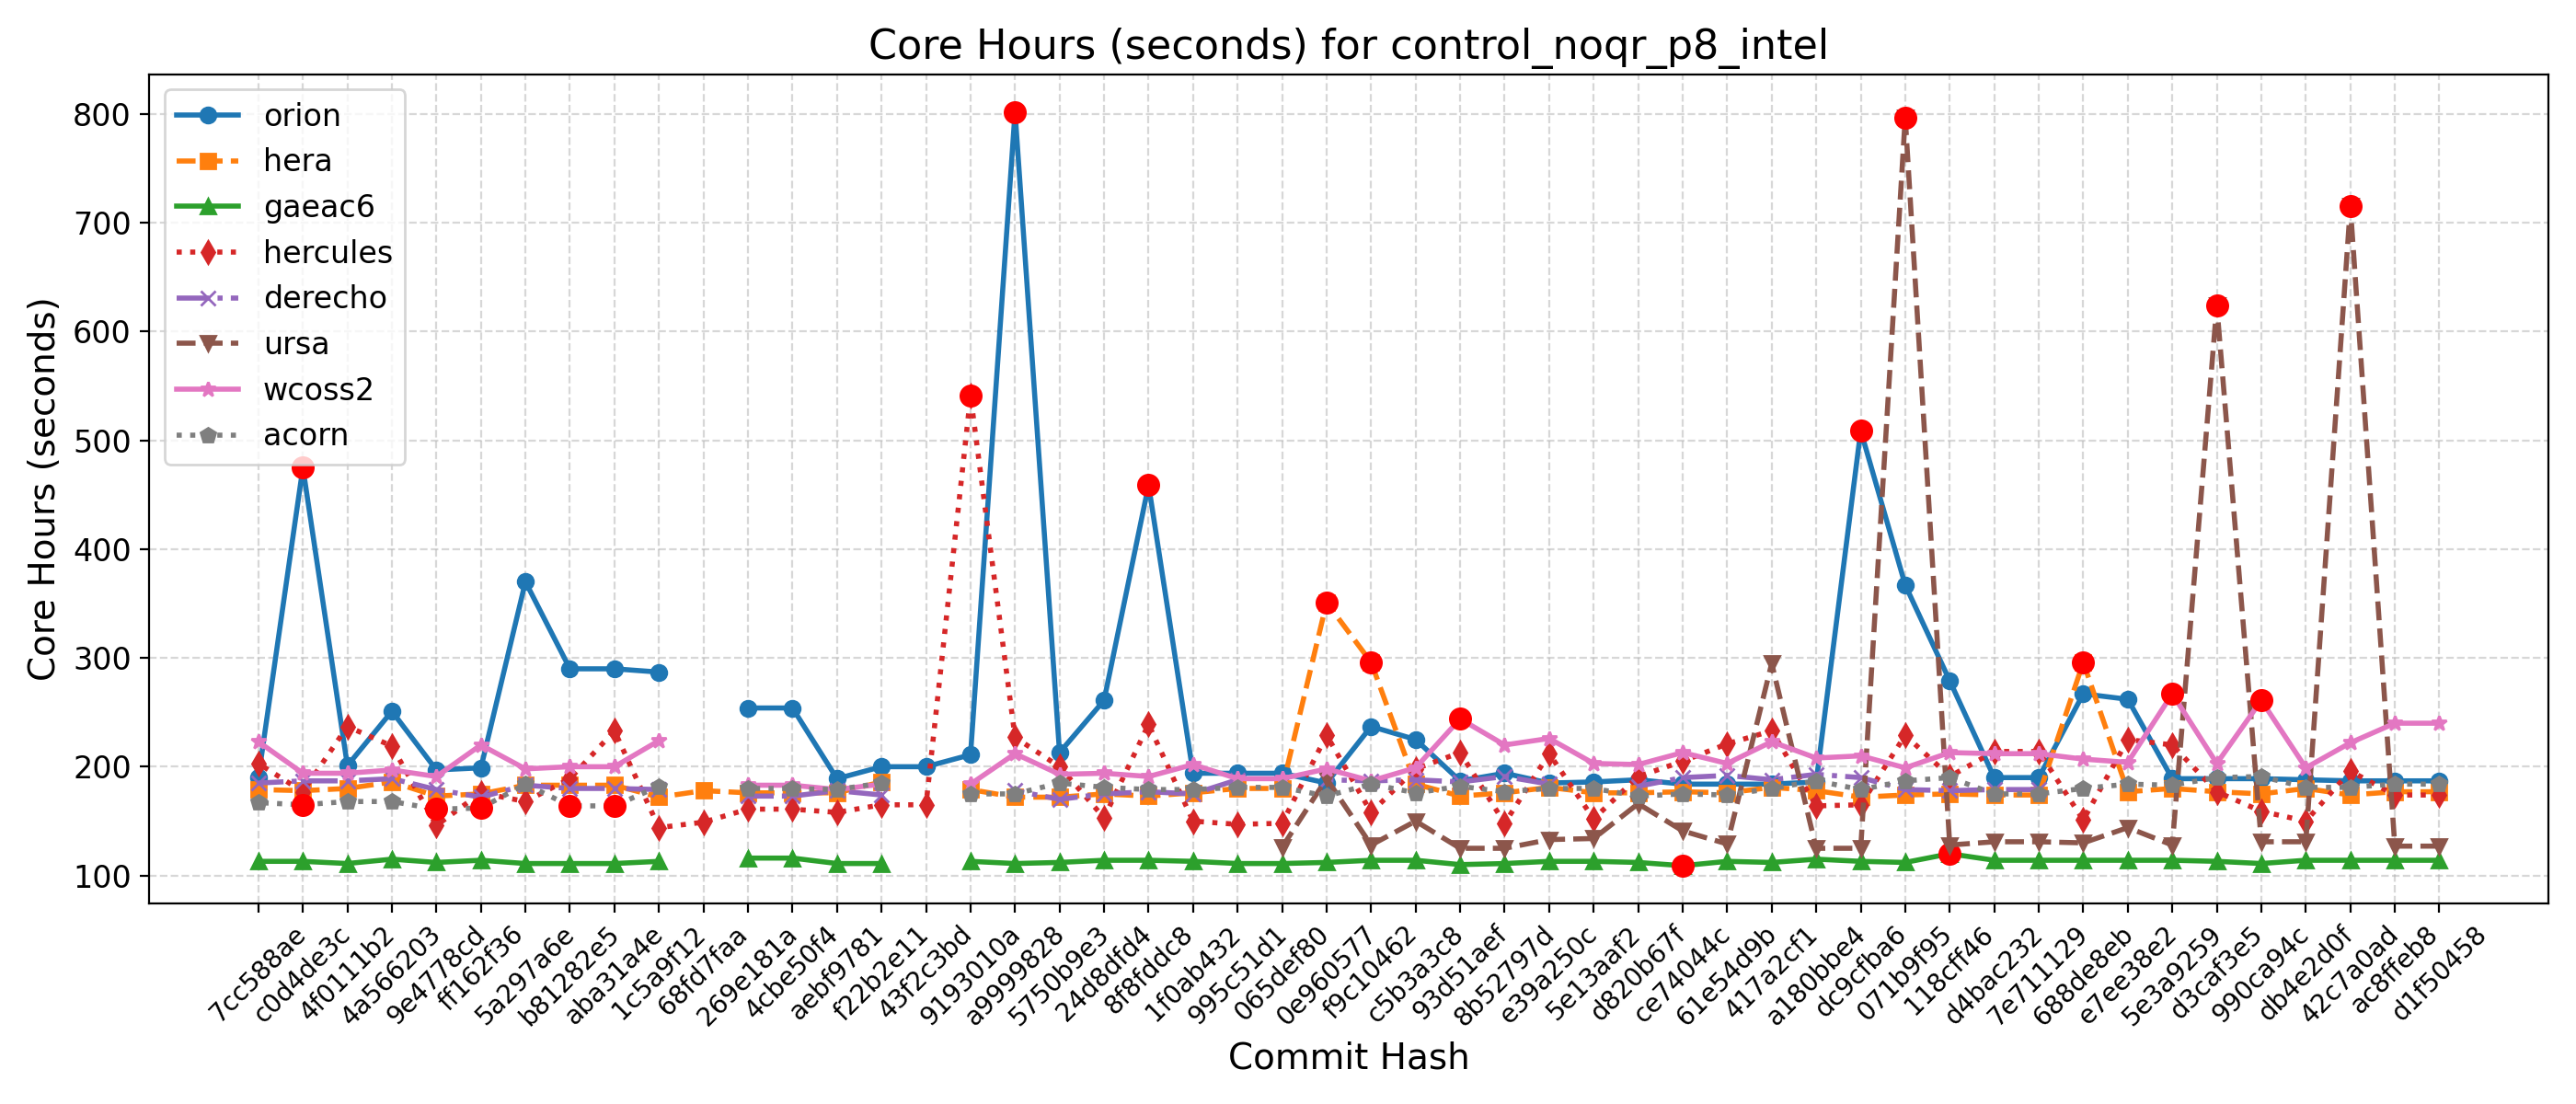 Core Hours (seconds) for control_noqr_p8_intel
Core Hours (seconds)
800
700
600
500
400
300
200
100
orion
hera
gaeac6
hercules
derecho
ursa
wcoss2
acorn
7cc588ae
c0d4de3c
4f0111b2
4a566203
9e4778cd
ff162f36
5a297a6e
b81282e5
aba31a4e
1c5a9f12
68fd7faa
269e181a
4cbe50f4
aebf9781
f22b2e11
43f2c3bd
9193010a
a9999828
5750b9e3
24d8dfd4
8f8fddc8
1f0ab432
995c51d1
065def80
0e960577
f9c10462
c5b3a3c8
93d51aef
8b52797d
e39a250c
5e13aaf2
d820b67f
ce74044c
61e54d9b
417a2cf1
a180bbe4
dc9cfba6
071b9f95
118cff46
d4bac232
7e711129
688de8eb
e7ee38e2
5e3a9259
d3caf3e5
990ca94c
db4e2d0f
42c7a0ad
ac8ffeb8
d1f50458
Commit Hash